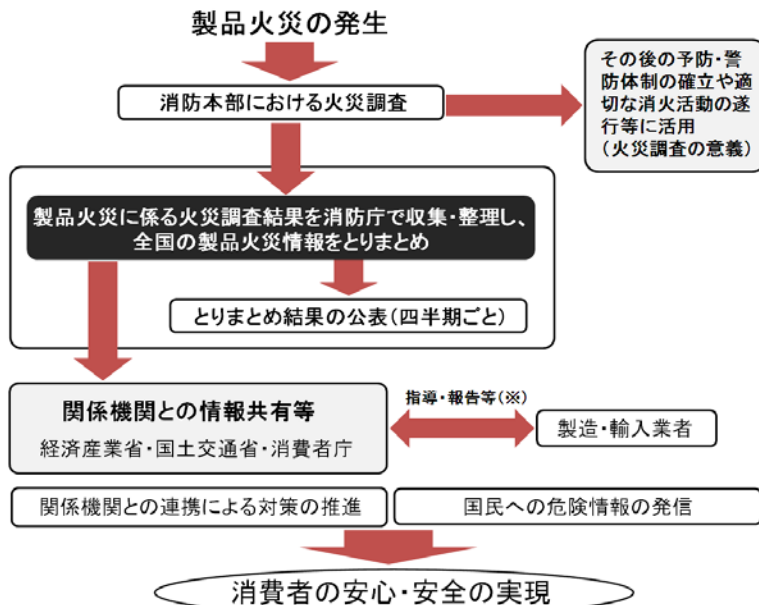 製品火災の発生
消防本部における火災調査
その後の予防・警
防体制の確立や適
切な消火活動の遂
行等に活用
（火災調査の意義）
製品火災に係る火災調査結果を消防庁で収集・整理し、
全国の製品火災情報をとりまとめ
とりまとめ結果の公表（四半期ごと）
関係機関との情報共有等
経済産業省・国土交通省・消費者庁
指導・報告等（※）
製造・輸入業者
関係機関との連携による対策の推進
国民への危険情報の発信
消費者の安心・安全の実現